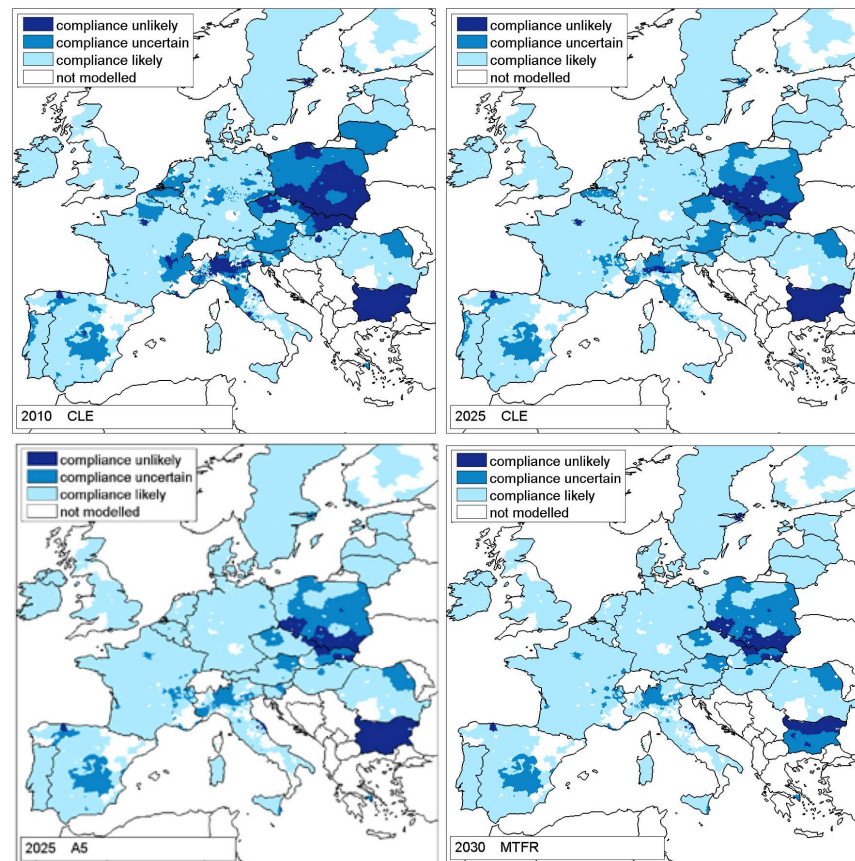 compliance unlikely
compliance uncertain
compliance likely
not modelled
2010 CLE
compliance unlikely
compliance uncertain
compliance likely
not modelled
2025 CLE
compliance unlikely
compliance uncertain
compliance likely
not modelled
2025 A5
compliance unlikely
compliance uncertain
compliance likely
not modelled
2030 MTFR